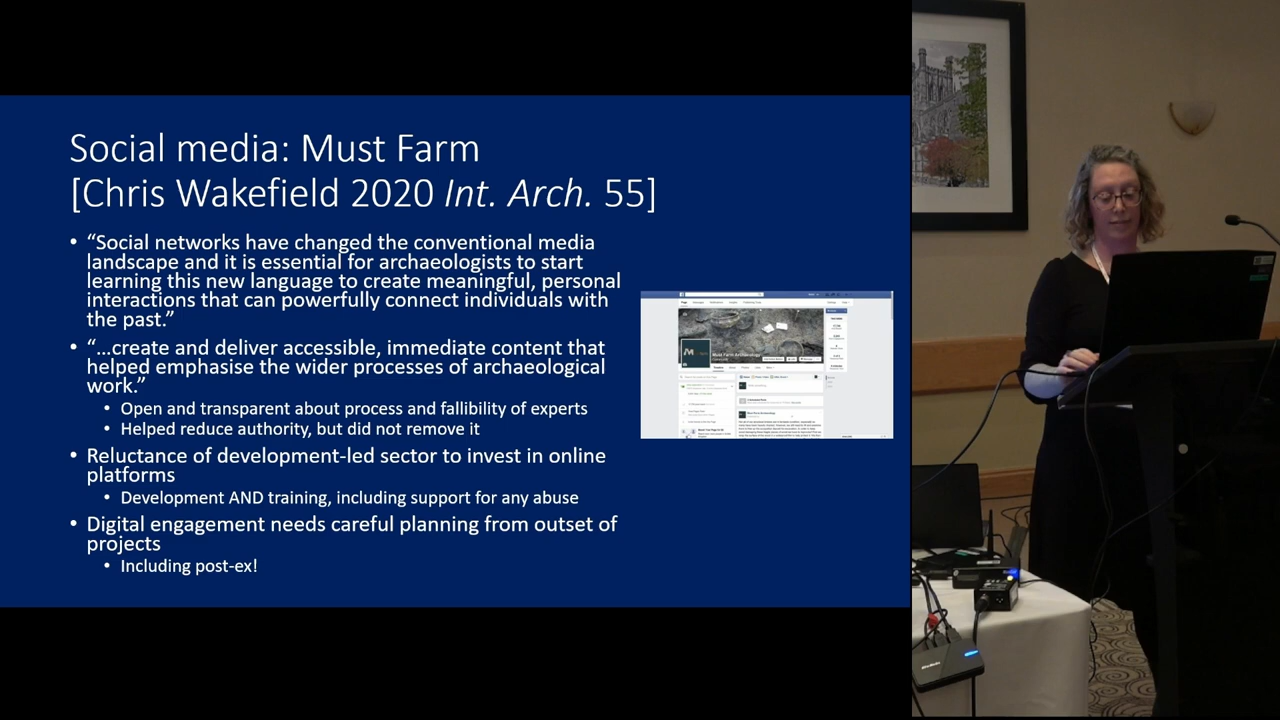 Social media: Must Farm
[Chris Wakefield 2020 Int. Arch. 55]
• “Social networks have changed the conventional media
landscape and it is essential for archaeologists to start
learning this new language to create meaningful, personal
interactions that can powerfully connect individuals with
the past.”
• “…create and deliver accessible, immediate content that
helped emphasise the wider processes of archaeological
work.”
• Open and transparent about process and fallibility of experts
• Helped reduce authority, but did not remove it
• Reluctance of development-led sector to invest in online
platforms
• Development AND training, including support for any abuse
• Digital engagement needs careful planning from outset of
projects
• Including post-ex!
Must Farm Archaeology